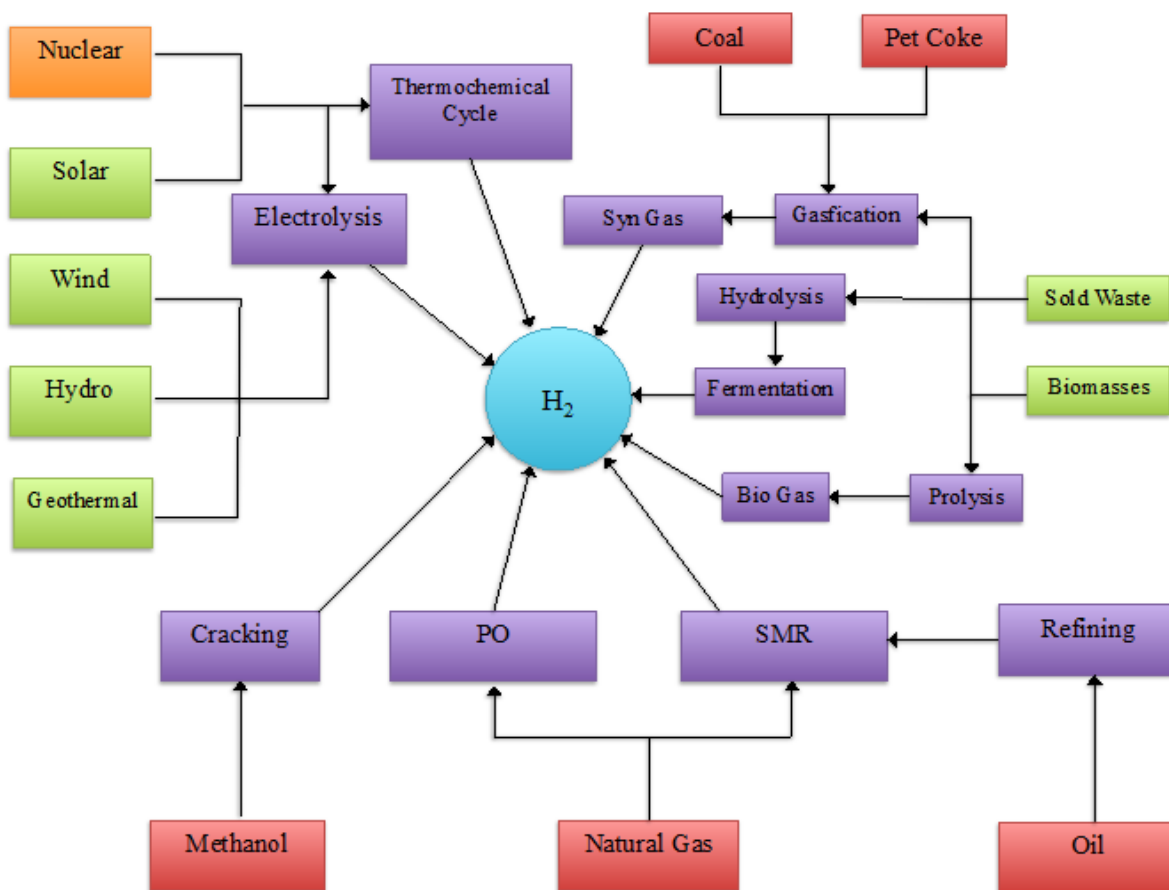 Nuclear
Coal
Pet Coke
Thermochemical
Cycle
Solar
Electrolysis
Syn Gas
Gasfication
Wind
Hydrolysis
Sold Waste
Hydro
H₂
Fermentation
Biomasses
Geothermal
Bio Gas
Prolysis
Cracking
PO
SMR
Refining
Methanol
Natural Gas
Oil